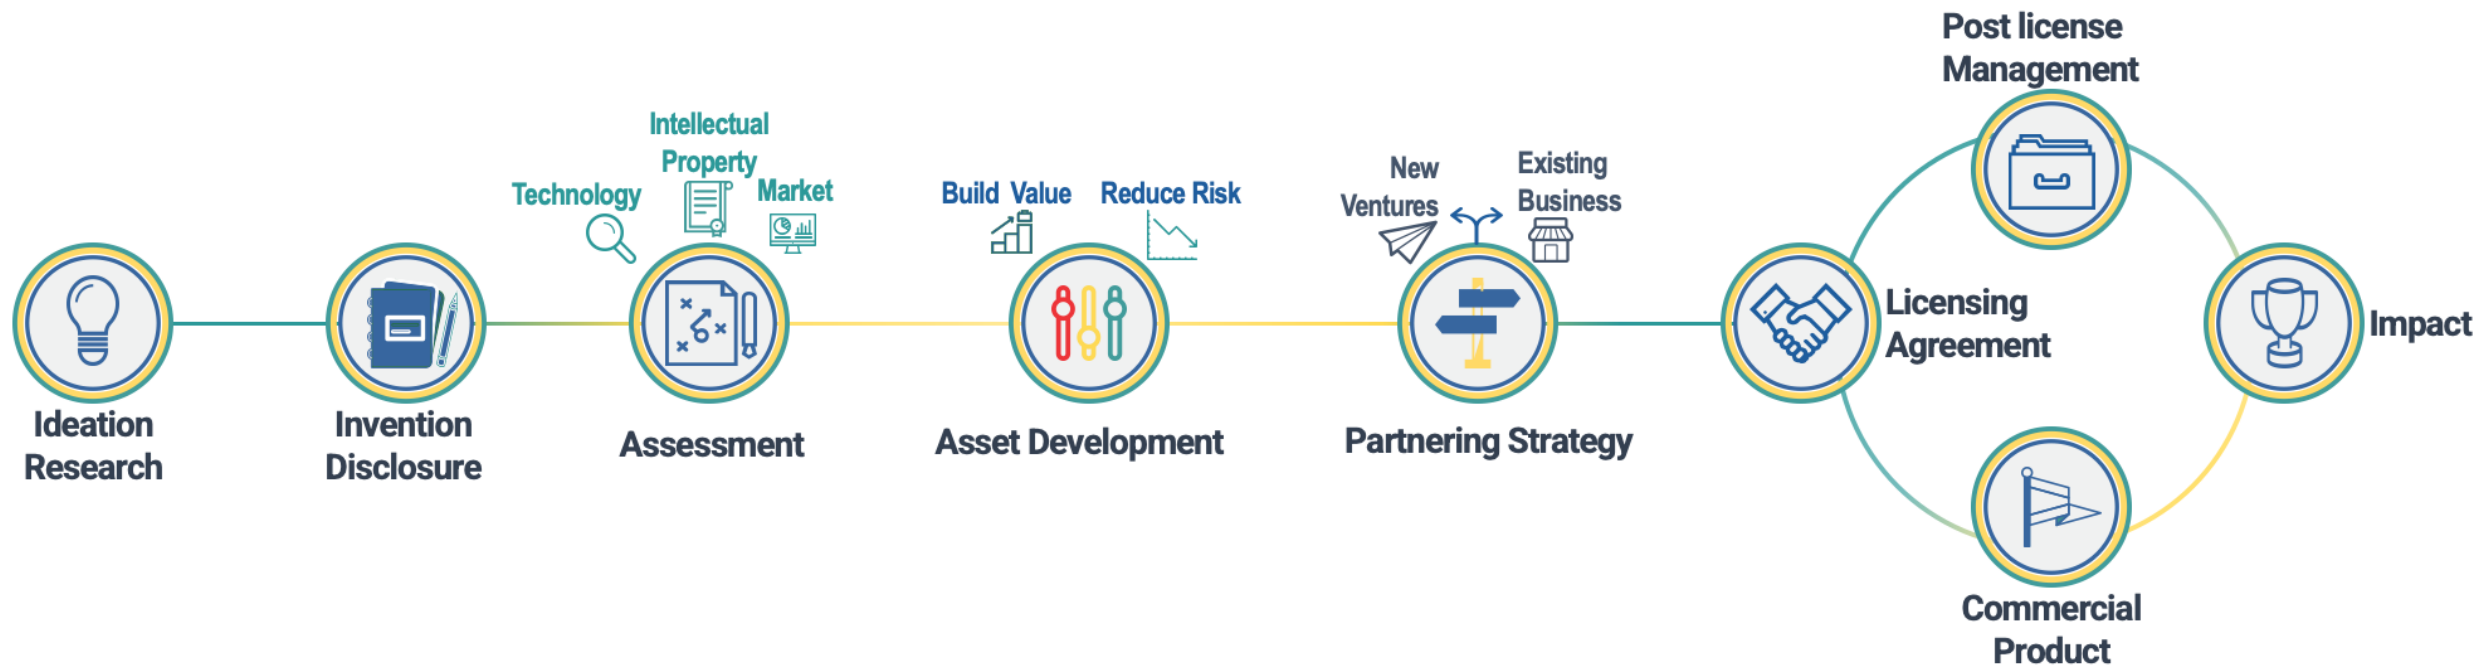 Ideation
Research
Invention
Disclosure
Technology
Intellectual
Property
Market
Assessment
Build Value
Reduce Risk
Asset Development
New
Ventures
Existing
Business
Partnering Strategy
Licensing
Agreement
Post license
Management
Commercial
Product
Impact